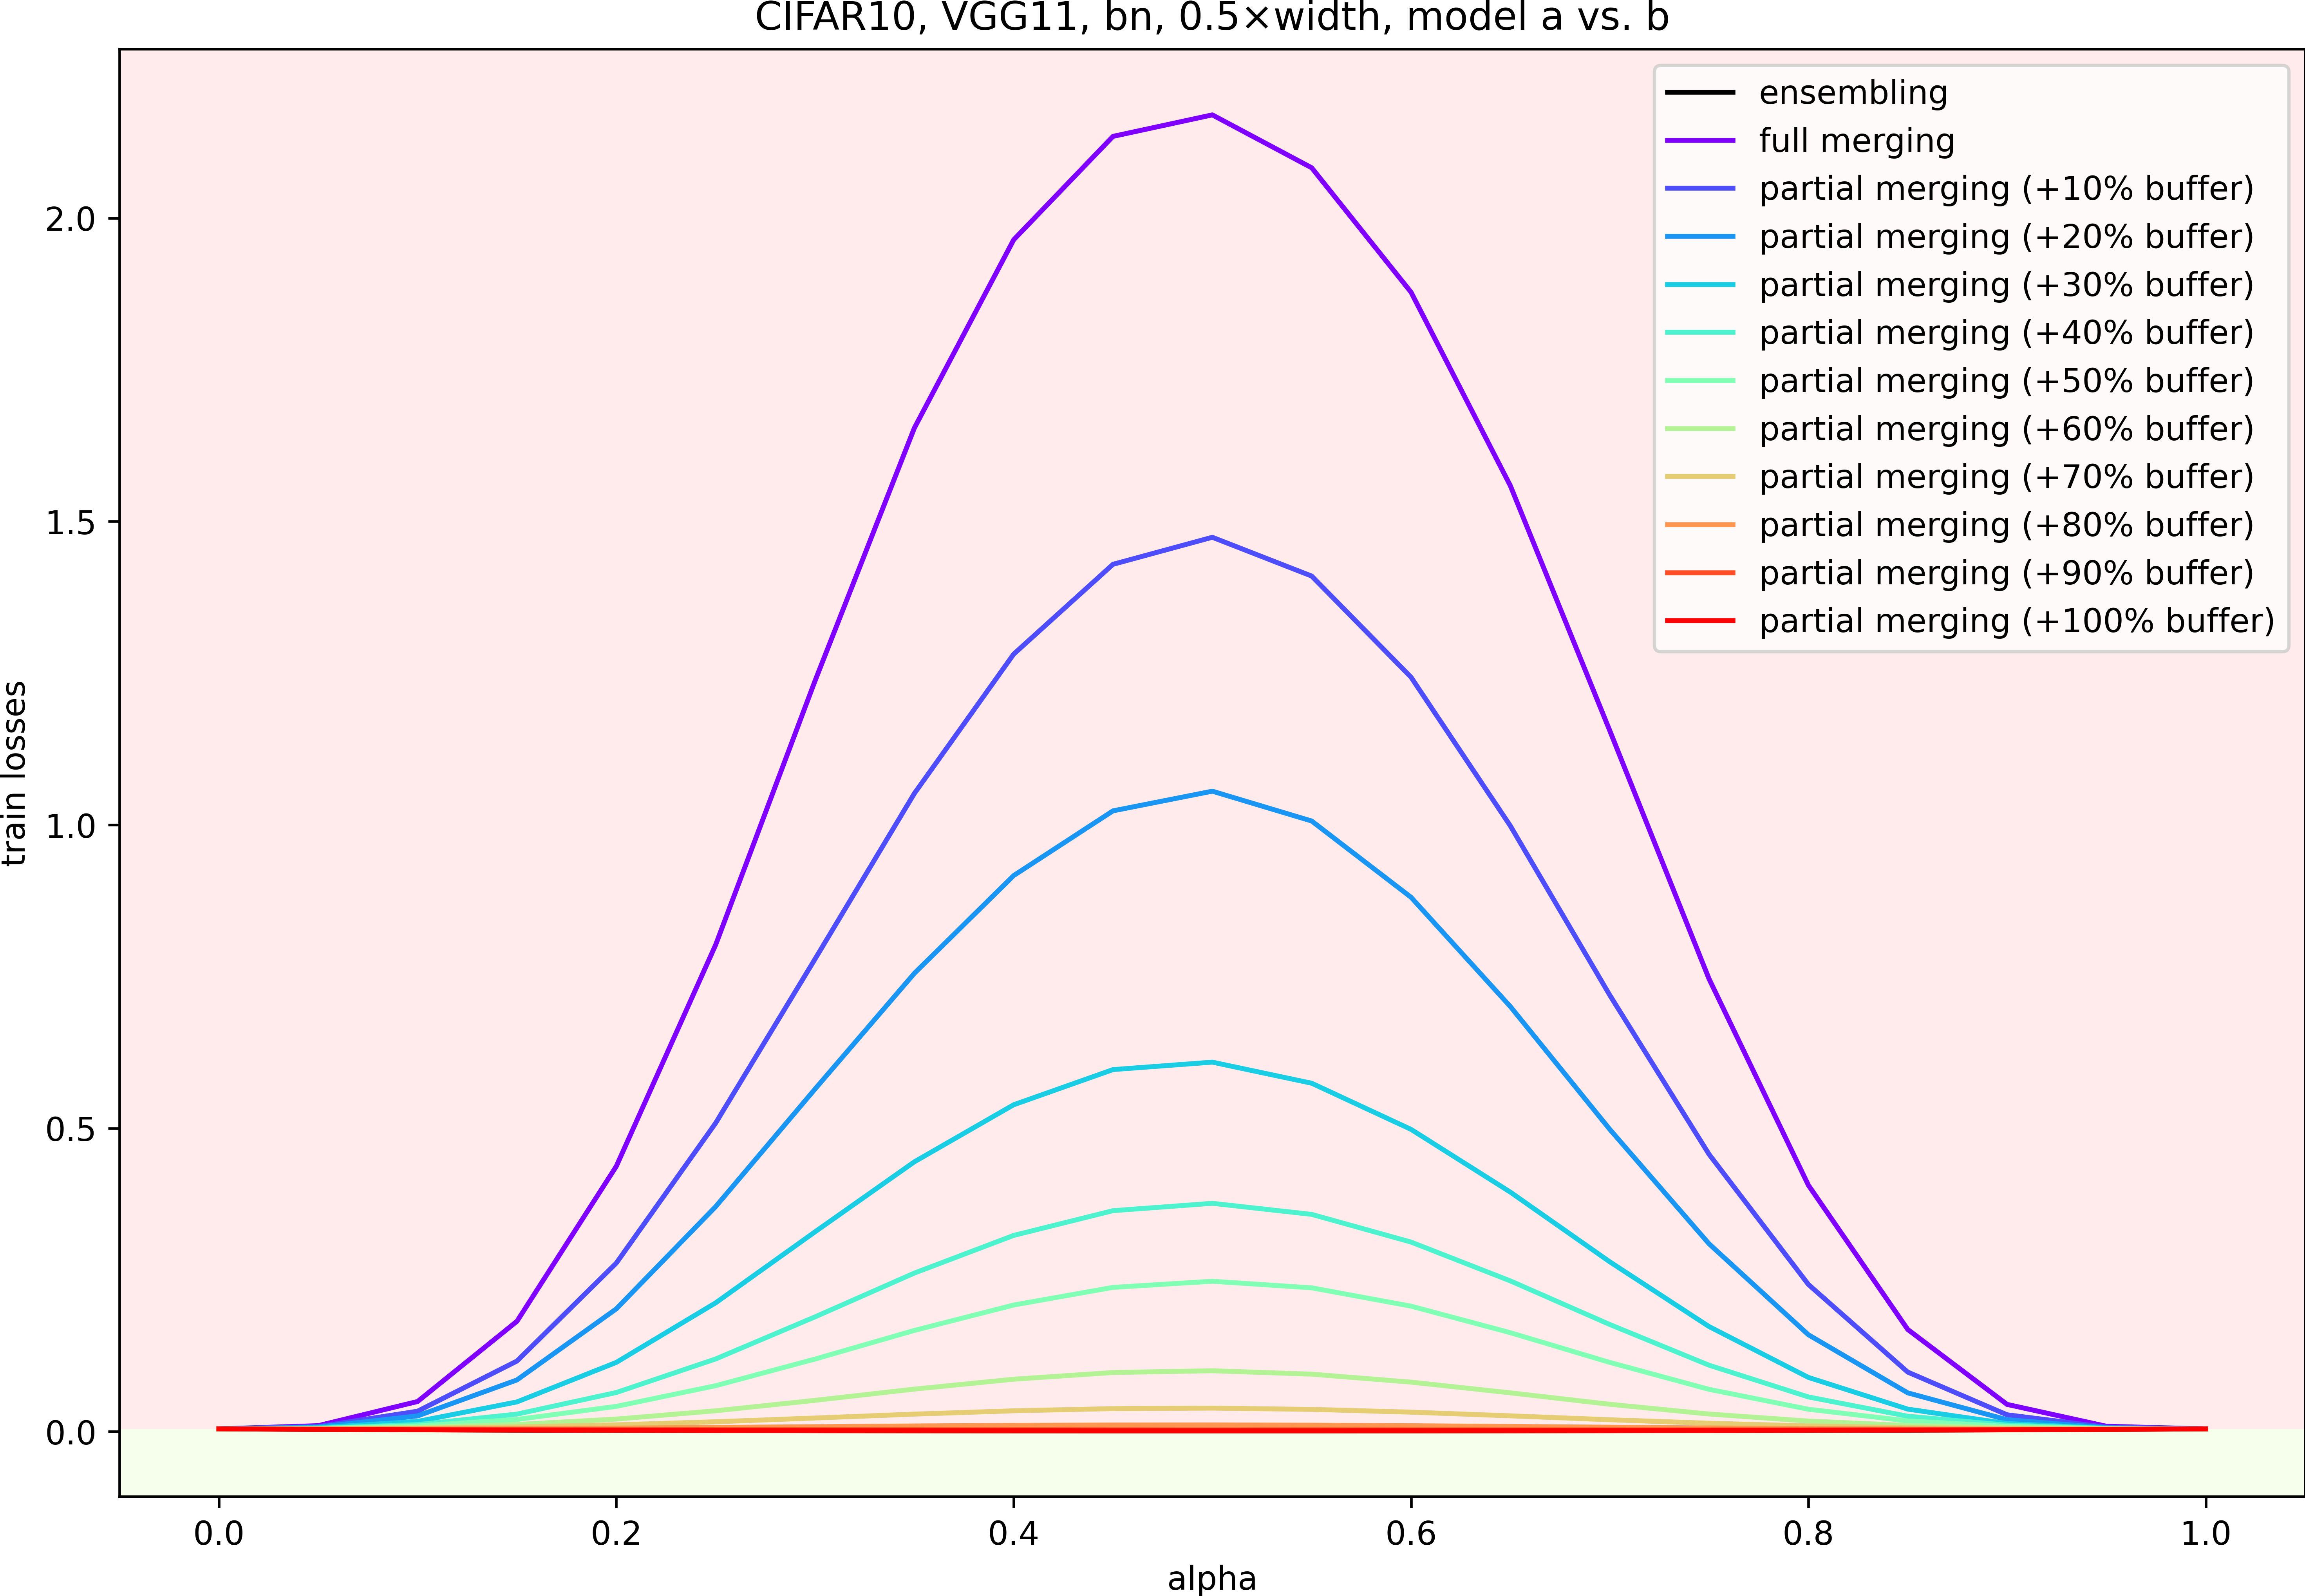 CIFAR10, VGG11, bn, 0.5×width, model a vs. b
ensembling
full merging
partial merging (+10% buffer)
partial merging (+20% buffer)
partial merging (+30% buffer)
partial merging (+40% buffer)
partial merging (+50% buffer)
partial merging (+60% buffer)
partial merging (+70% buffer)
partial merging (+80% buffer)
partial merging (+90% buffer)
partial merging (+100% buffer)
train losses
2.0
1.5
1.0
0.5
0.0
0.0 0.2 0.4 0.6 0.8 1.0
alpha